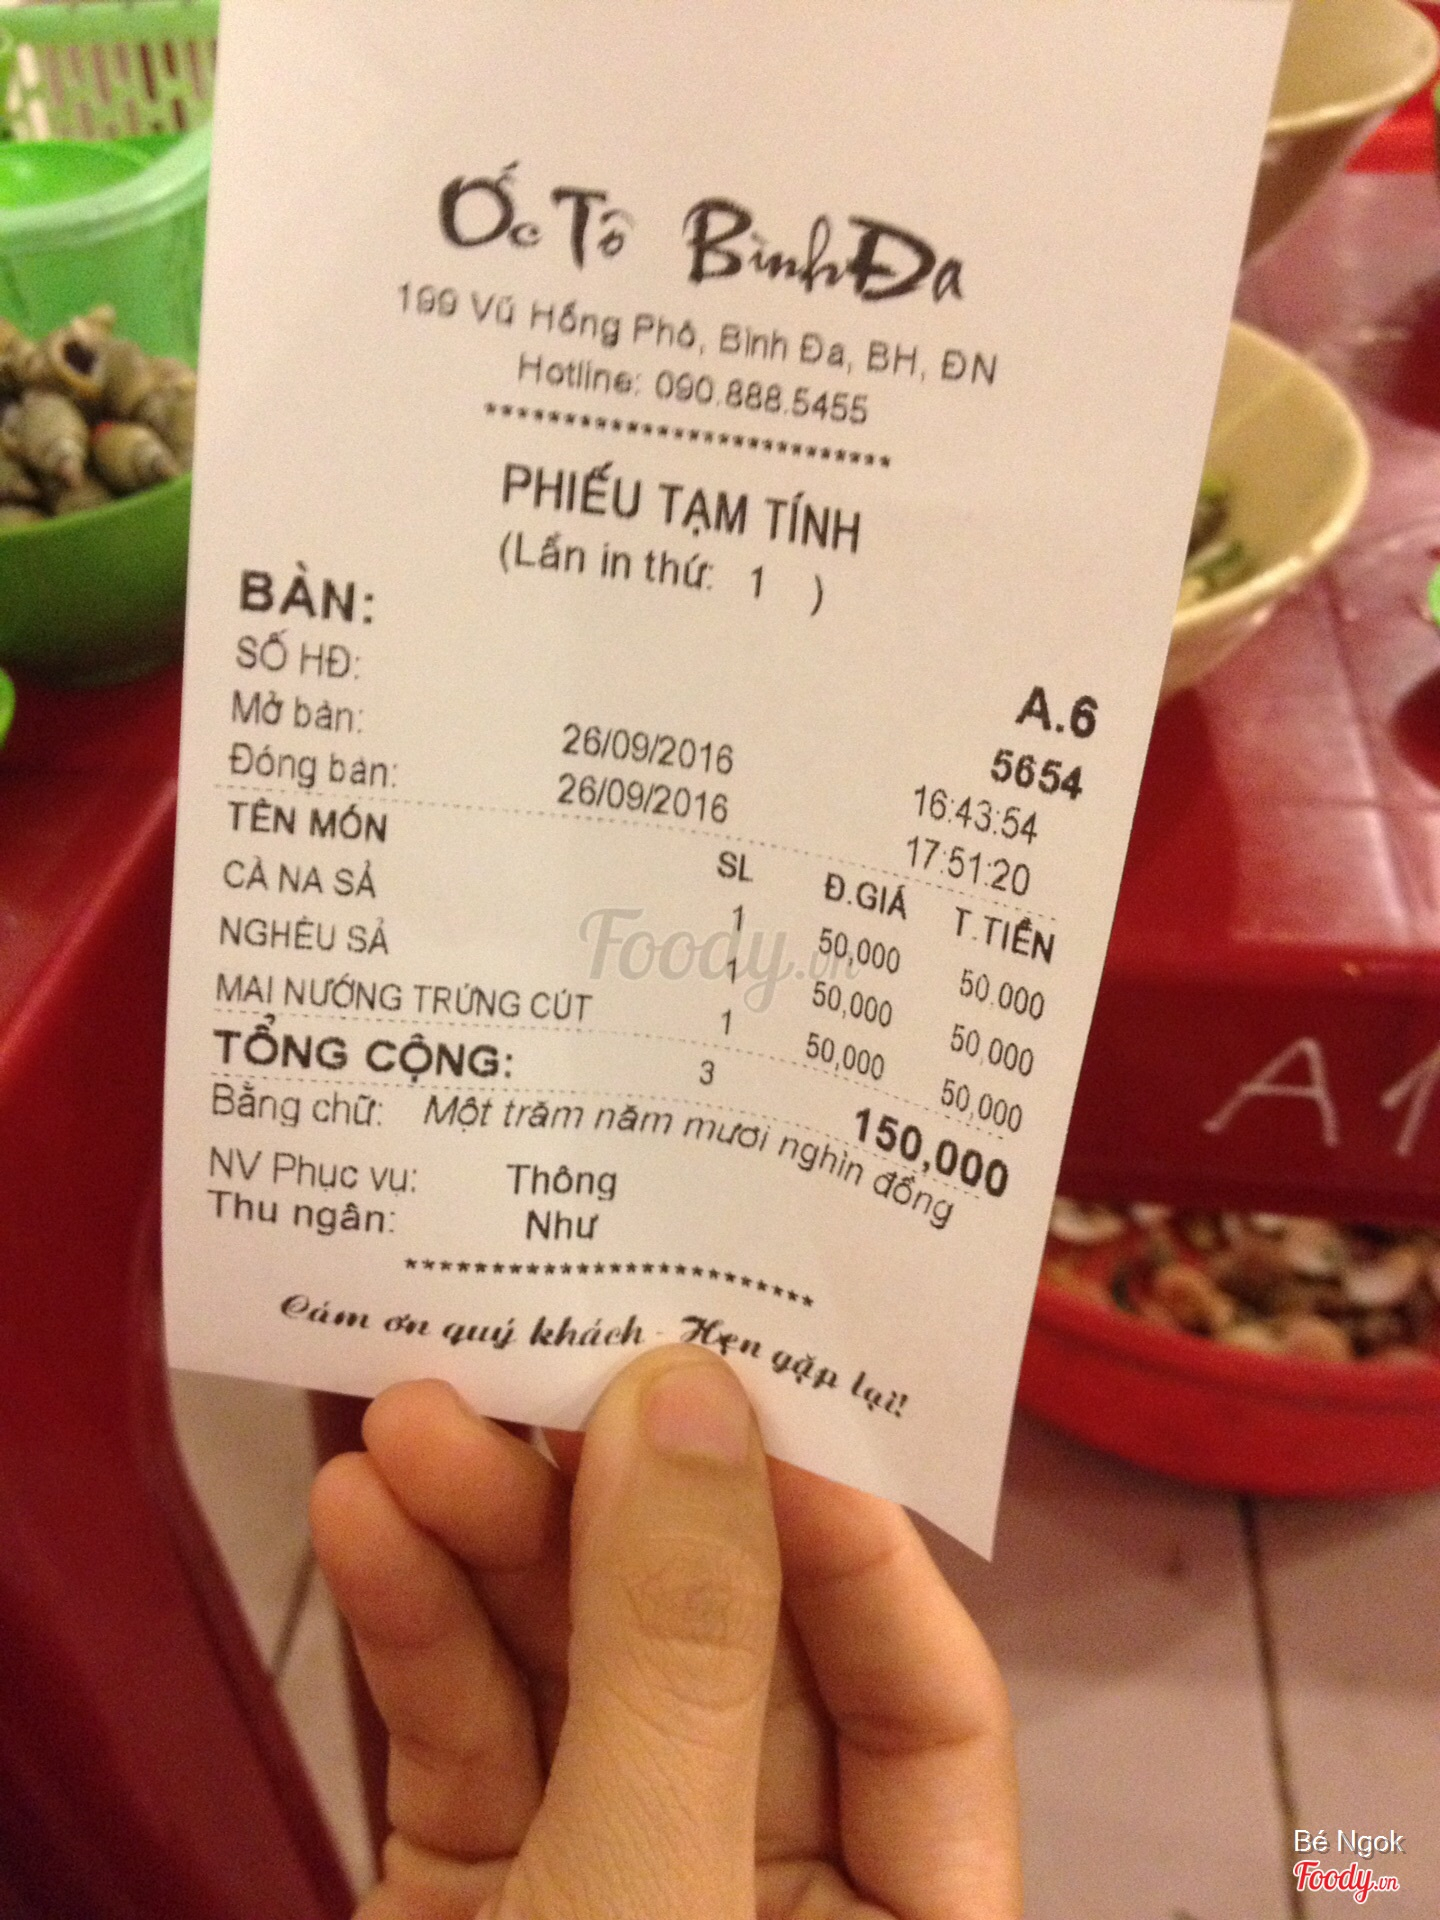 Ốc Tô Bình Đa
199 Vũ Hồng Phô, Bình Đa, BH, ĐN
Hotline: 090.888.5455
**************************
PHIẾU TẠM TÍNH
(Lần in thứ: 1 )
BÀN: A.6
SỐ HĐ: 5654
Mở bàn: 26/09/2016 16:43:54
Đóng bàn: 26/09/2016 17:51:20
TÊN MÓN SL Đ.GIÁ T.TIỀN
CÀ NA SẢ 1 50,000 50.000
NGHÊU SẢ 1 50,000 50,000
MAI NƯỚNG TRỨNG CÚT 1 50,000 50,000
TỔNG CỘNG: 3 150,000
Bằng chữ: Một trăm năm mươi nghìn đồng
NV Phục vụ: Thông
Thu ngân: Như
**************************
Cám ơn quý khách - Hẹn gặp lại!
Foody.vn
A1
Bé Ngok
Foody.vn